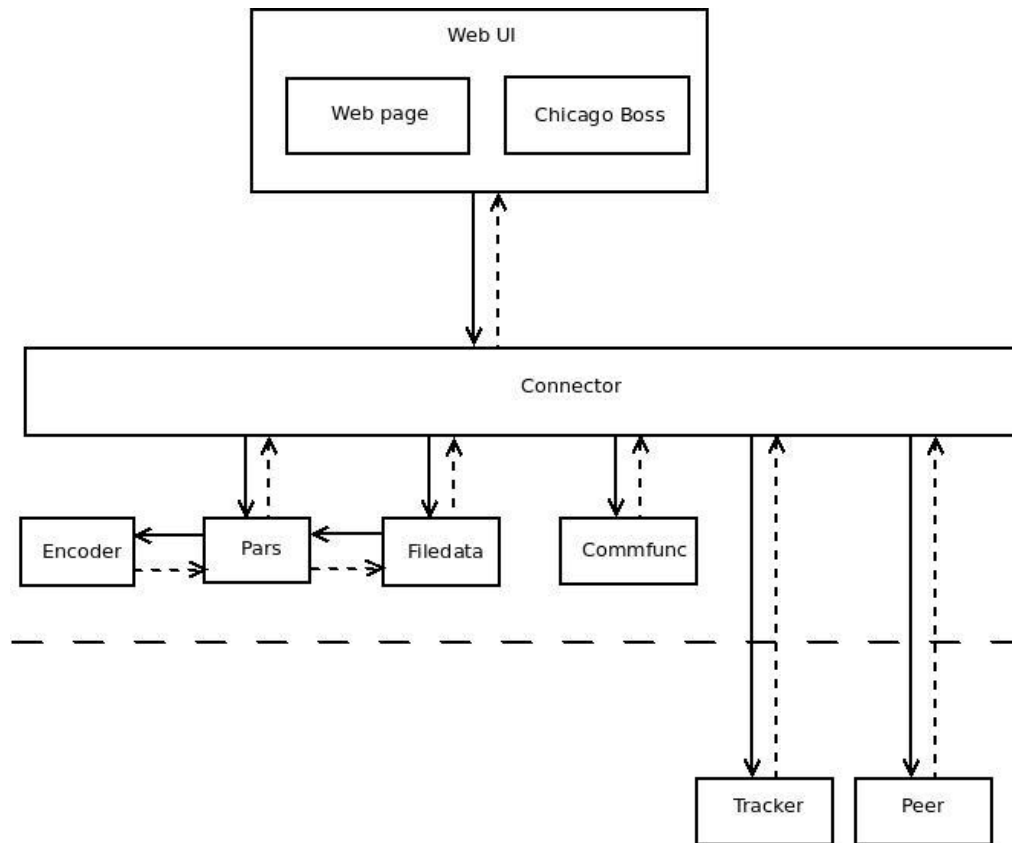 Web UI
Web page
Chicago Boss
Connector
Encoder
Pars
Filedata
Commfunc
Tracker
Peer